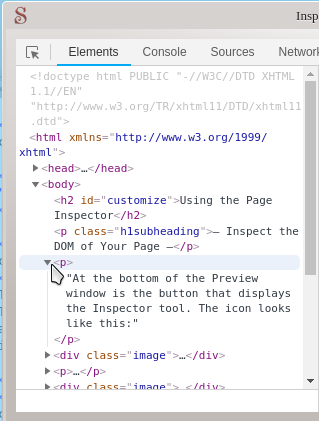 Insp
Elements Console Sources Network
<!doctype html PUBLIC "-//W3C//DTD XHTML
1.1//EN"
"http://www.w3.org/TR/xhtml11/DTD/xhtml11
.dtd">
<html xmlns="http://www.w3.org/1999/
xhtml">
<head>…</head>
<body>
<h2 id="customize">Using the Page
Inspector</h2>
<p class="h1subheading">— Inspect the
DOM of Your Page —</p>
<p>
"At the bottom of the Preview
window is the button that displays
the Inspector tool. The icon looks
like this:"
</p>
<div class="image">…</div>
<p>…</p>
<div class="image">…</div>